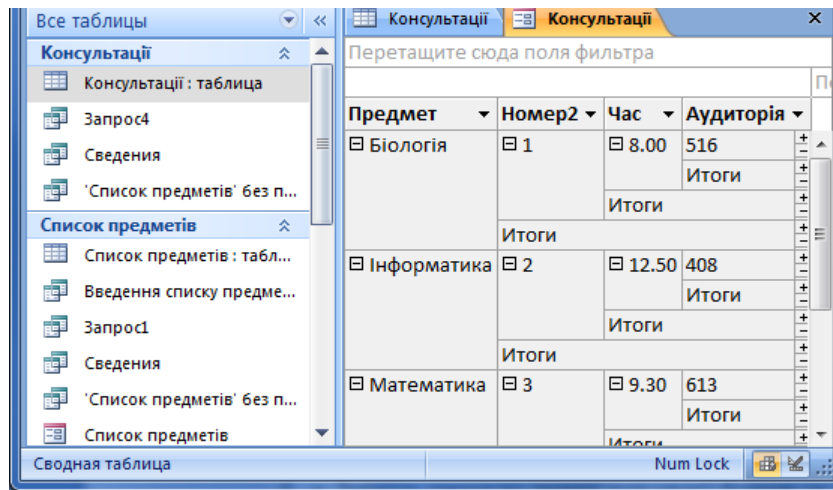 Все таблицы
Консультації
Консультації : таблица
Запрос4
Сведения
'Список предметів' без п...
Список предметів
Список предметів : табл...
Введення списку предме...
Запрос1
Сведения
'Список предметів' без п...
Список предметів
Консультації Консультації
Перетащите сюда поля фильтра
Предмет Номер2 Час Аудиторія
Біологія 1 8.00 516
Итоги
Итоги
Итоги
Інформатика 2 12.50 408
Итоги
Итоги
Итоги
Математика 3 9.30 613
Итоги
Итоги
Сводная таблица Num Lock